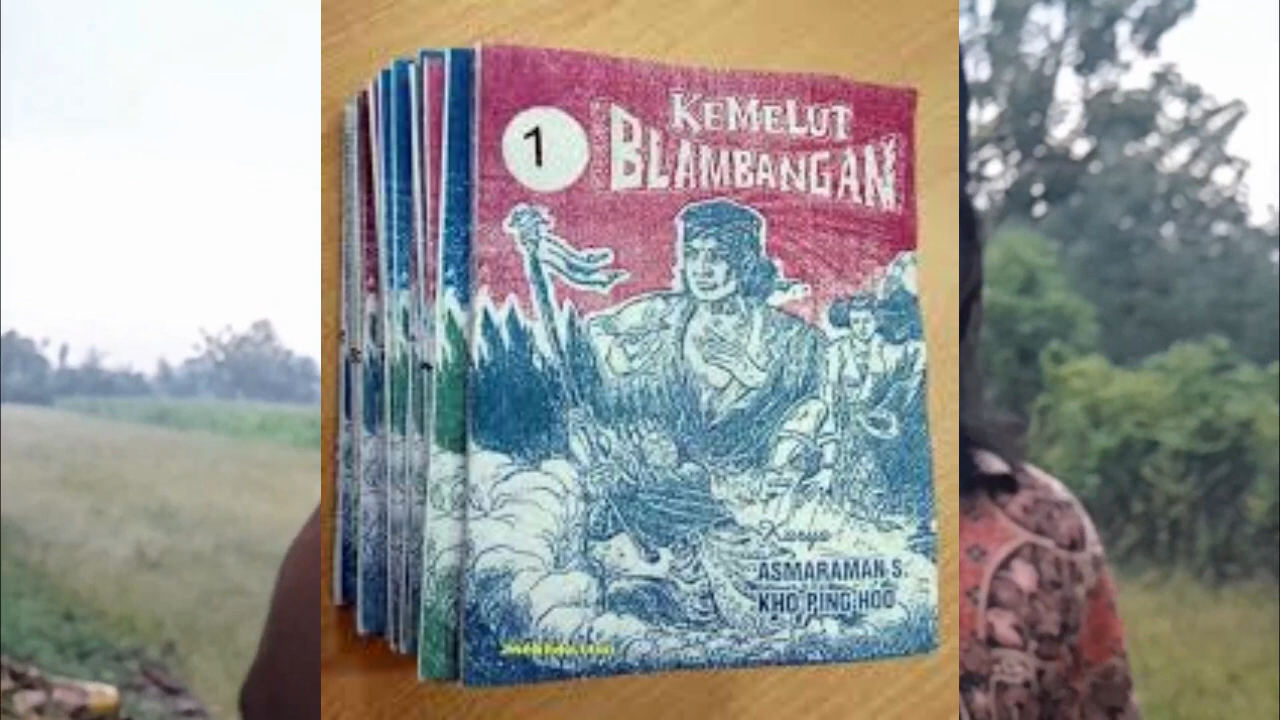 1
KEMELUT
BLAMBANGAN
Karya
ASMARAMAN S.
KHO PING HOO